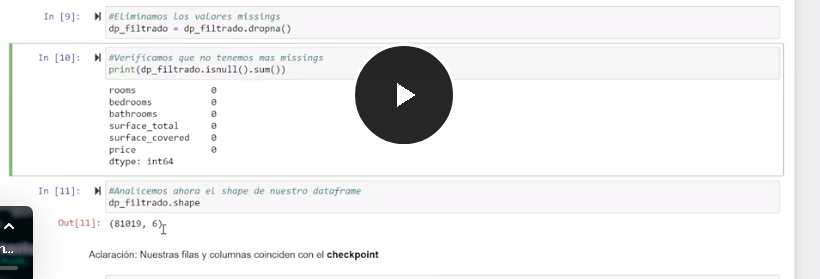 In [9]: #Eliminamos los valores missings
dp_filtrado = dp_filtrado.dropna()
In [10]: #Verificamos que no tenemos mas missings
print(dp_filtrado.isnull().sum())
rooms 0
bedrooms 0
bathrooms 0
surface_total 0
surface_covered 0
price 0
dtype: int64
In [11]: #Analicemos ahora el shape de nuestro dataframe
dp_filtrado.shape
Out[11]: (81019, 6)
Aclaración: Nuestras filas y columnas coinciden con el checkpoint